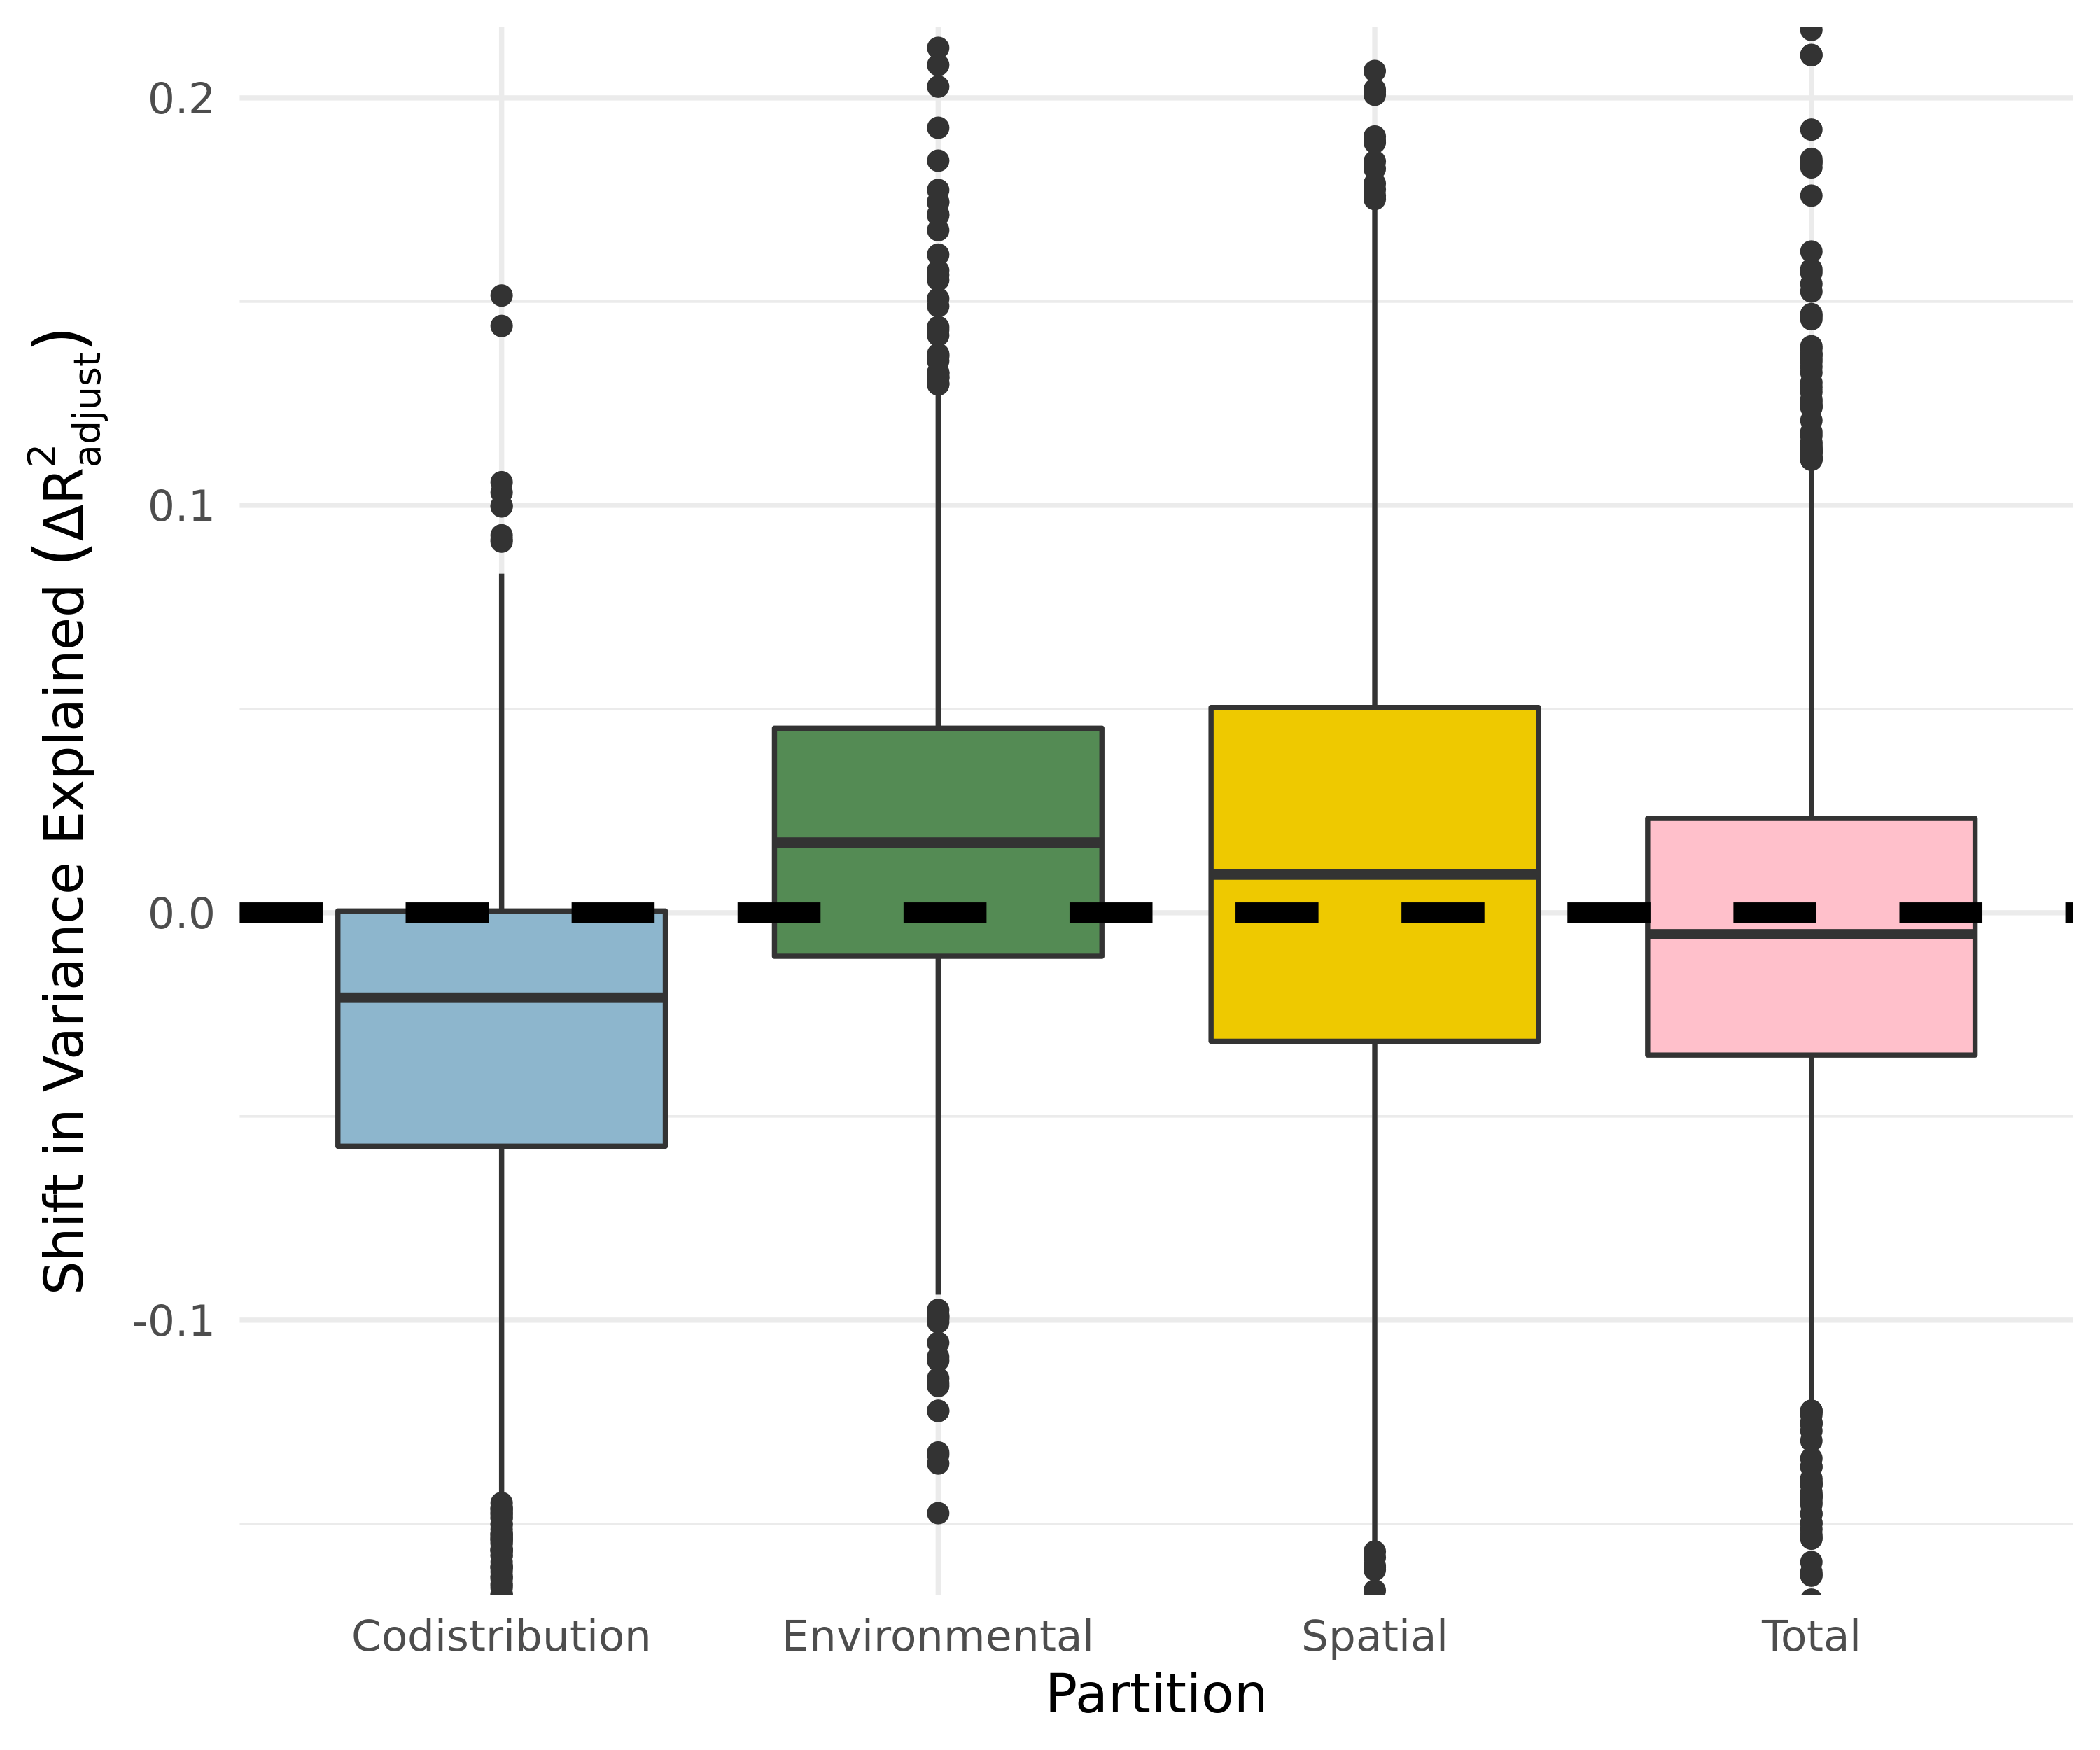 Shift in Variance Explained (ΔR²adjust)
0.2
0.1
0.0
-0.1
Codistribution Environmental Spatial Total
Partition